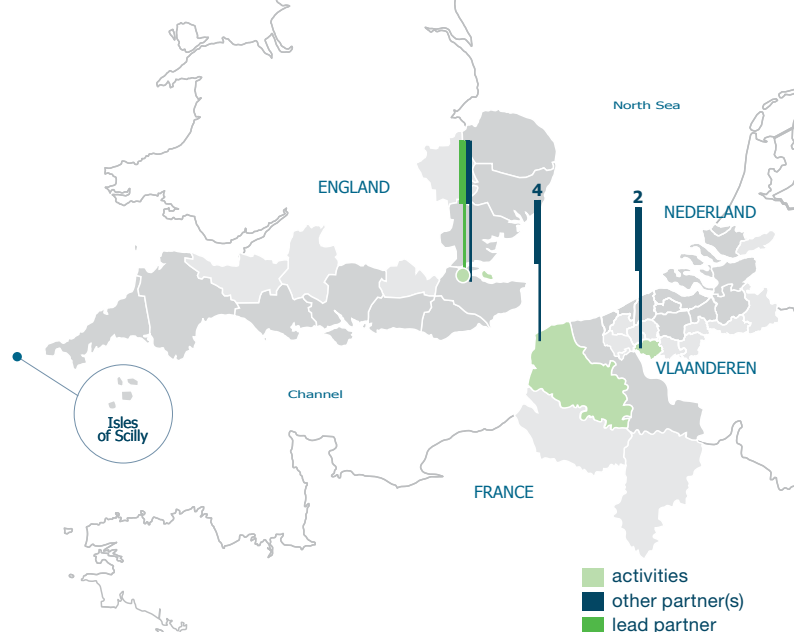 North Sea
ENGLAND
4
2
NEDERLAND
VLAANDEREN
Channel
Isles
of Scilly
FRANCE
activities
other partner(s)
lead partner